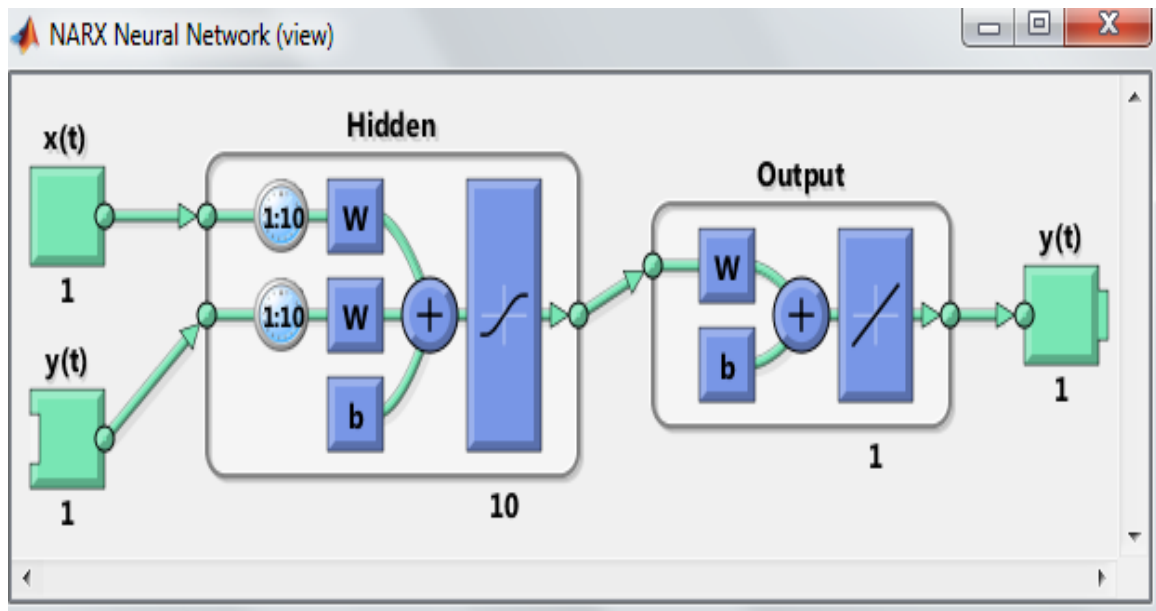 NARX Neural Network (view)
x(t)
1
y(t)
1
Hidden
1:10
W
1:10
W
+
b
10
Output
W
+
b
1
y(t)
1